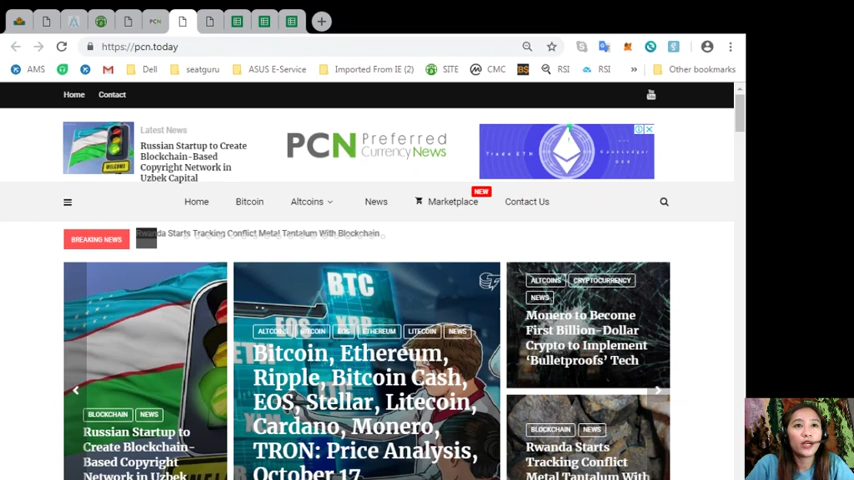 PCN
https://pcn.today
AMS
Dell
seatguru
ASUS E-Service
Imported From IE (2)
SITE
CMC
BS
RSI
RSI
»
Other bookmarks
Home
Contact
Latest News
Russian Startup to Create
Blockchain-Based
Copyright Network in
Uzbek Capital
PCN Preferred
Currency News
Trade ETH
Home
Bitcoin
Altcoins
News
Marketplace
NEW
Contact Us
BREAKING NEWS
Rwanda Starts Tracking Conflict Metal Tantalum With Blockchain
BLOCKCHAIN
NEWS
Russian Startup to
Create Blockchain-
Based Copyright
Network in Uzbek
BTC
EOS
XRP
ALTCOINS
BITCOIN
EOS
ETHEREUM
LITECOIN
NEWS
Bitcoin, Ethereum,
Ripple, Bitcoin Cash,
EOS, Stellar, Litecoin,
Cardano, Monero,
TRON: Price Analysis,
October 17
ALTCOINS
CRYPTOCURRENCY
NEWS
Monero to Become
First Billion-Dollar
Crypto to Implement
‘Bulletproofs’ Tech
BLOCKCHAIN
NEWS
Rwanda Starts
Tracking Conflict
Metal Tantalum With